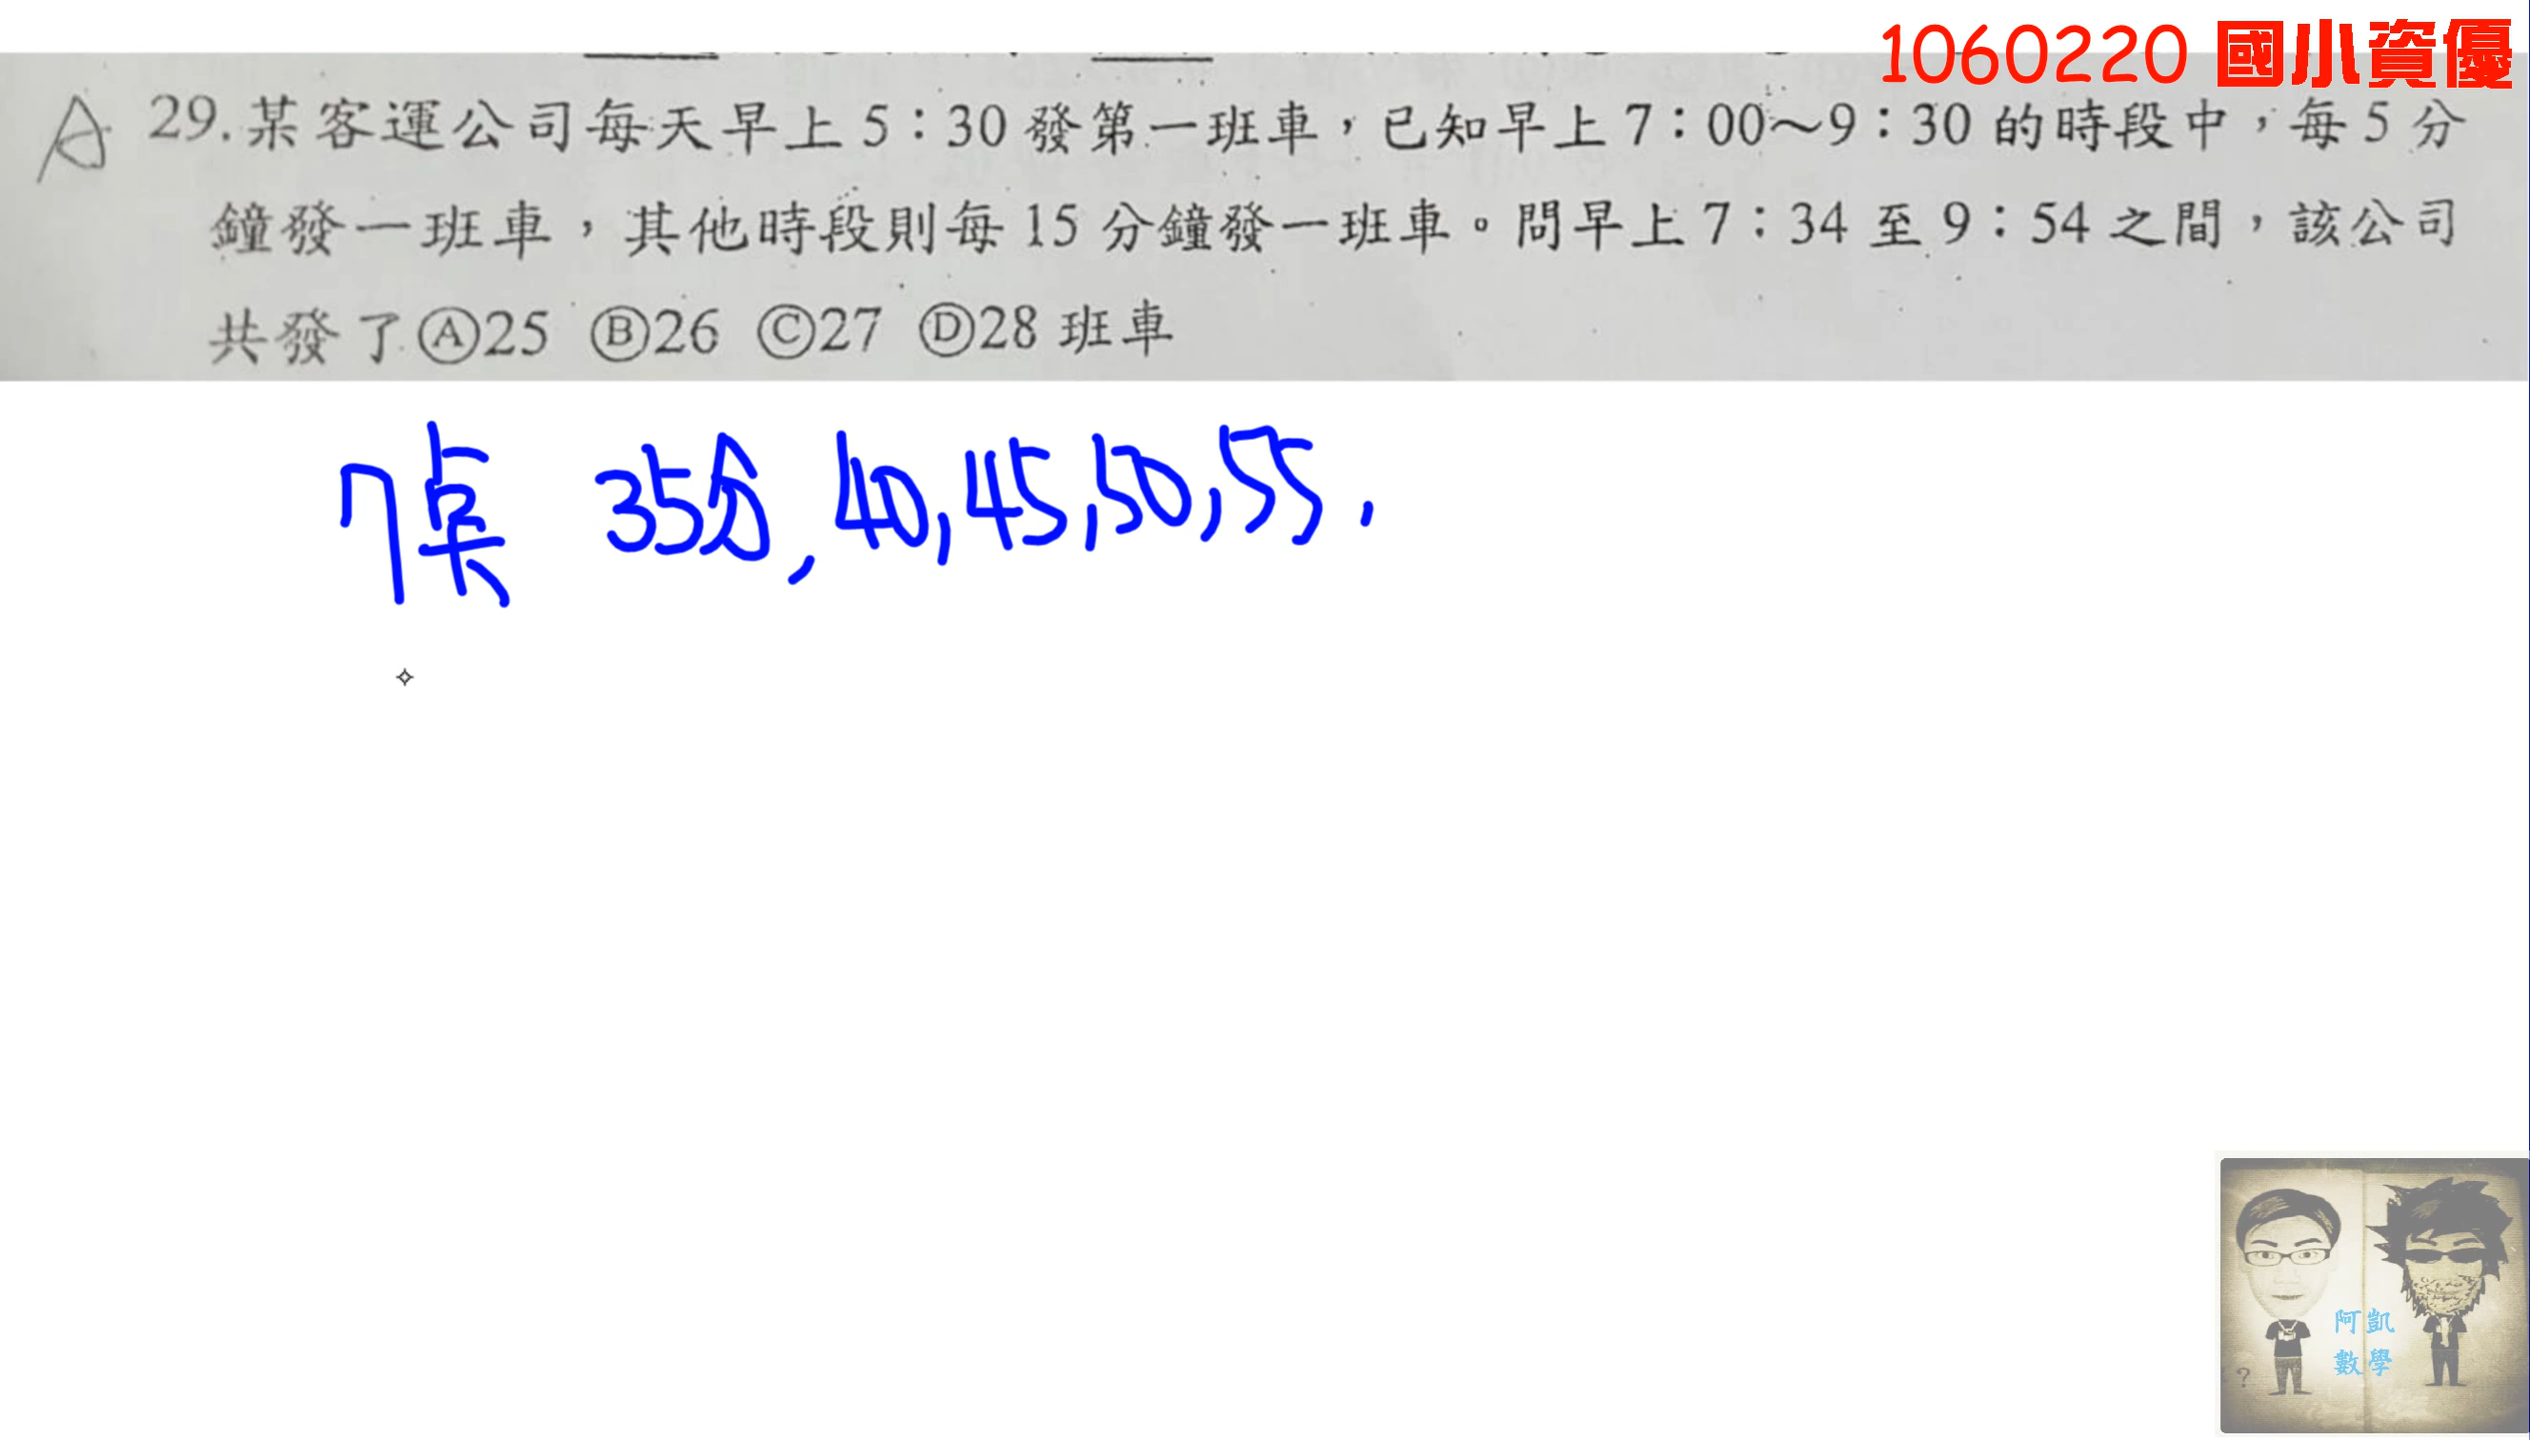 1060220 國小資優
A 29.某客運公司每天早上5:30發第一班車，已知早上7:00～9:30的時段中，每5分
鐘發一班車，其他時段則每15分鐘發一班車。問早上7:34至9:54之間，該公司
共發了Ⓐ25 Ⓑ26 Ⓒ27 Ⓓ28班車
7點 35分,40,45,50,55,
阿凱
數學
?